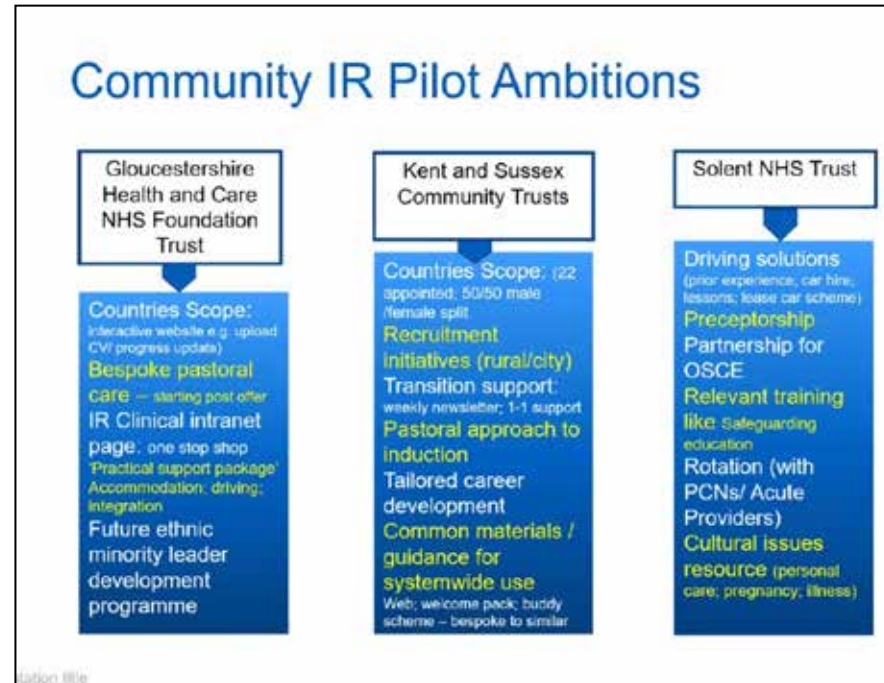 Community IR Pilot Ambitions
Gloucestershire
Health and Care
NHS Foundation
Trust
Countries Scope:
interactive website e.g. upload
CV/ progress update)
Bespoke pastoral
care – starting post offer
IR Clinical intranet
page: one stop shop
'Practical support package'
Accommodation; driving;
integration
Future ethnic
minority leader
development
programme
Kent and Sussex
Community Trusts
Countries Scope: (22
appointed; 50/50 male
/female split
Recruitment
initiatives (rural/city)
Transition support:
weekly newsletter; 1-1 support
Pastoral approach to
induction
Tailored career
development
Common materials /
guidance for
systemwide use
Web; welcome pack; buddy
scheme – bespoke to similar
Solent NHS Trust
Driving solutions
(prior experience; car hire;
lessons; lease car scheme)
Preceptorship
Partnership for
OSCE
Relevant training
like Safeguarding
education
Rotation (with
PCNs/ Acute
Providers)
Cultural issues
resource (personal
care; pregnancy; illness)
tation title